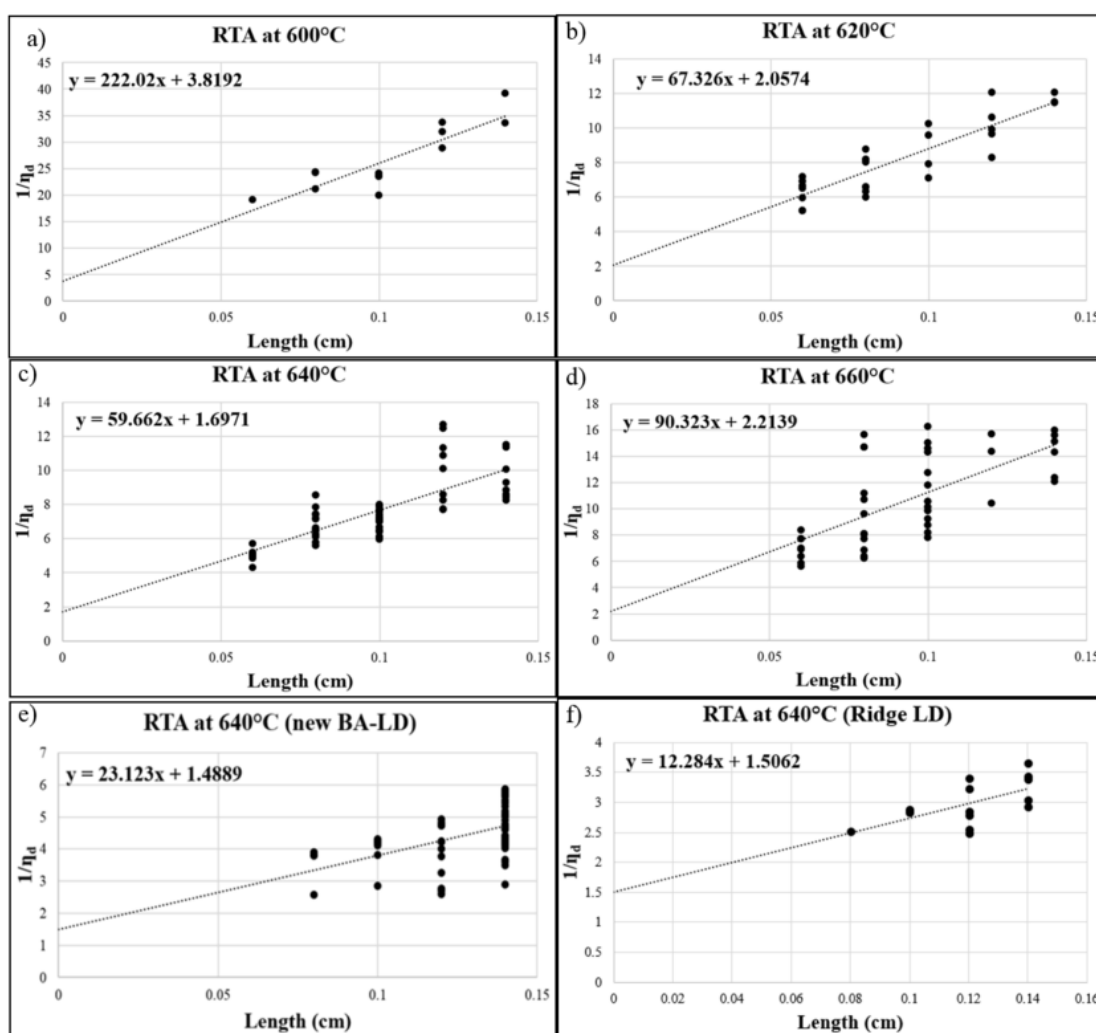 a)
RTA at 600°C
y = 222.02x + 3.8192
45
40
35
30
25
20
15
10
5
0
1/ηd
0 0.05 0.1 0.15
Length (cm)
b)
RTA at 620°C
y = 67.326x + 2.0574
14
12
10
8
6
4
2
0
1/ηd
0 0.05 0.1 0.15
Length (cm)
c)
RTA at 640°C
y = 59.662x + 1.6971
14
12
10
8
6
4
2
0
1/ηd
0 0.05 0.1 0.15
Length (cm)
d)
RTA at 660°C
y = 90.323x + 2.2139
18
16
14
12
10
8
6
4
2
0
1/ηd
0 0.05 0.1 0.15
Length (cm)
e)
RTA at 640°C (new BA-LD)
y = 23.123x + 1.4889
7
6
5
4
3
2
1
0
1/ηd
0 0.1 0.15
Length (cm)
f)
RTA at 640°C (Ridge LD)
y = 12.284x + 1.5062
4
3.5
3
2.5
2
1.5
1
0.5
0
1/ηd
0 0.02 0.04 0.06 0.08 0.1 0.12 0.14 0.16
Length (cm)